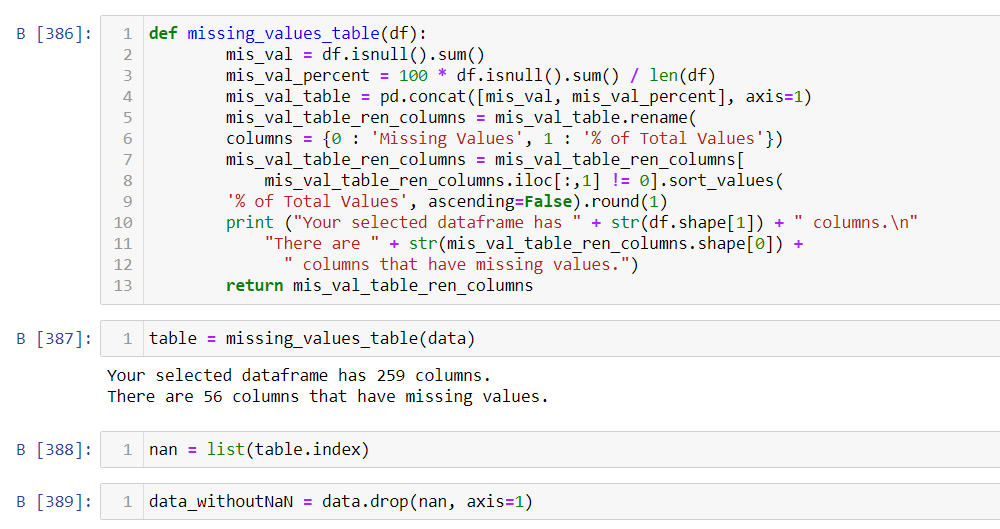 B [386]:
1 def missing_values_table(df):
2 mis_val = df.isnull().sum()
3 mis_val_percent = 100 * df.isnull().sum() / len(df)
4 mis_val_table = pd.concat([mis_val, mis_val_percent], axis=1)
5 mis_val_table_ren_columns = mis_val_table.rename(
6 columns = {0 : 'Missing Values', 1 : '% of Total Values'})
7 mis_val_table_ren_columns = mis_val_table_ren_columns[
8 mis_val_table_ren_columns.iloc[:,1] != 0].sort_values(
9 '% of Total Values', ascending=False).round(1)
10 print ("Your selected dataframe has " + str(df.shape[1]) + " columns.\n"
11 "There are " + str(mis_val_table_ren_columns.shape[0]) +
12 " columns that have missing values.")
13 return mis_val_table_ren_columns
B [387]:
1 table = missing_values_table(data)
Your selected dataframe has 259 columns.
There are 56 columns that have missing values.
B [388]:
1 nan = list(table.index)
B [389]:
1 data_withoutNaN = data.drop(nan, axis=1)